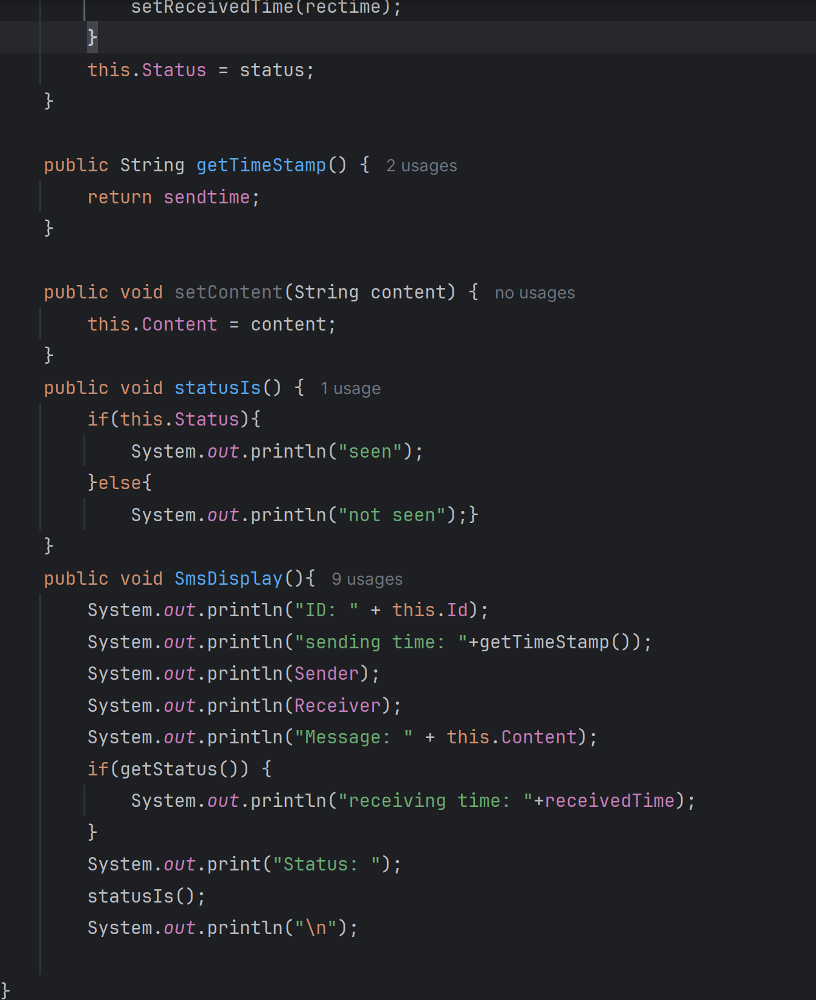 setReceivedTime(rectime);
    }
    this.Status = status;
}
public String getTimeStamp() { 2 usages
    return sendtime;
}
public void setContent(String content) { no usages
    this.Content = content;
}
public void statusIs() { 1 usage
    if(this.Status){
        System.out.println("seen");
    }else{
        System.out.println("not seen");}
}
public void SmsDisplay(){ 9 usages
    System.out.println("ID: " + this.Id);
    System.out.println("sending time: "+getTimeStamp());
    System.out.println(Sender);
    System.out.println(Receiver);
    System.out.println("Message: " + this.Content);
    if(getStatus()) {
        System.out.println("receiving time: "+receivedTime);
    }
    System.out.print("Status: ");
    statusIs();
    System.out.println("\n");
}